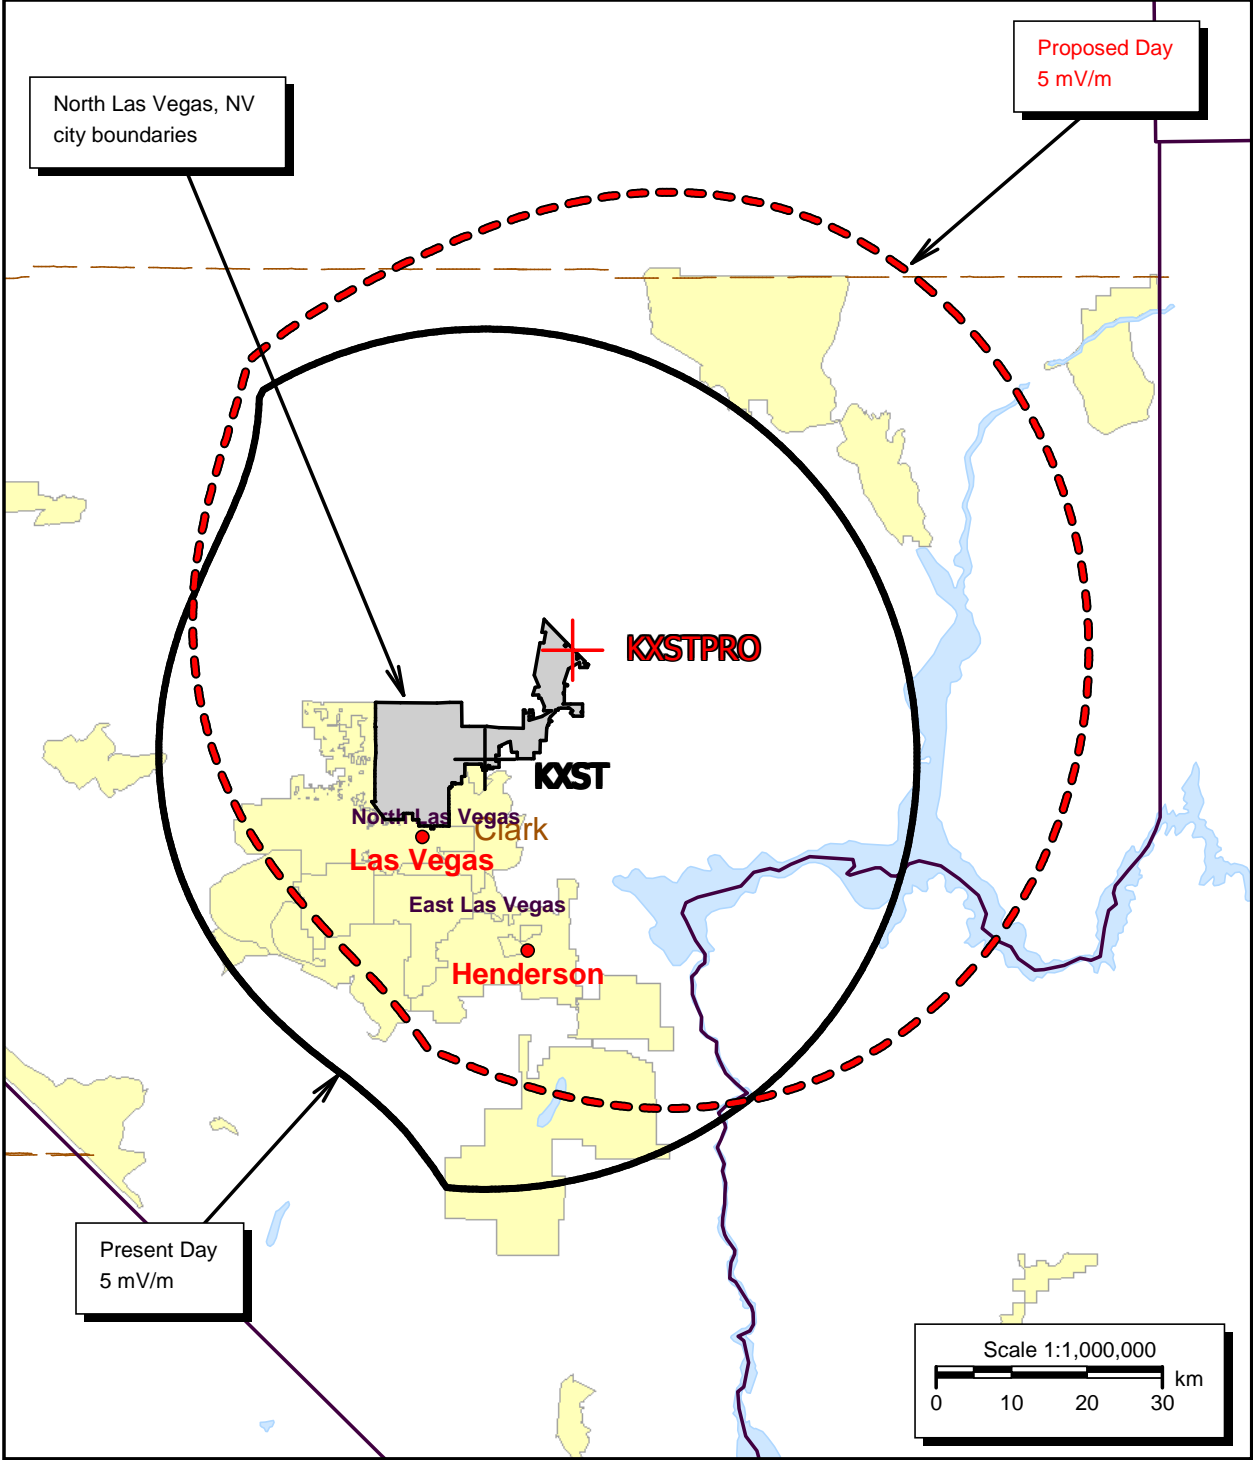 Proposed Day
5 mV/m
North Las Vegas, NV
city boundaries
KXSTPRO
KXST
North Las Vegas
Clark
Las Vegas
East Las Vegas
Henderson
Present Day
5 mV/m
Scale 1:1,000,000
km
0 10 20 30